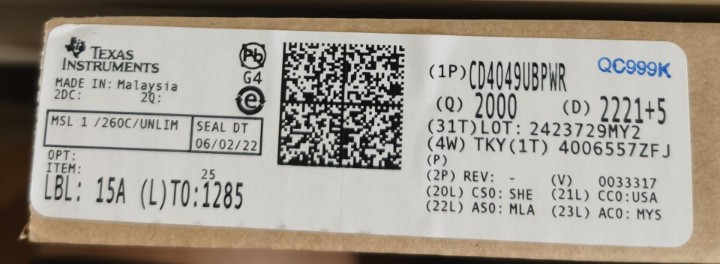 TEXAS
INSTRUMENTS
MADE IN: Malaysia
2DC: 2Q:
MSL 1 /260C/UNLIM
SEAL DT
06/02/22
OPT:
ITEM:
25
LBL: 15A (L)TO:1285
Pb
G4
e
(1P) CD4049UBPWR
QC999K
(Q) 2000 (D) 2221+5
(31T)LOT: 2423729MY2
(4W) TKY(1T) 4006557ZFJ
(P)
(2P) REV: - (V) 0033317
(20L) CSO: SHE (21L) CCO:USA
(22L) ASO: MLA (23L) ACO: MYS